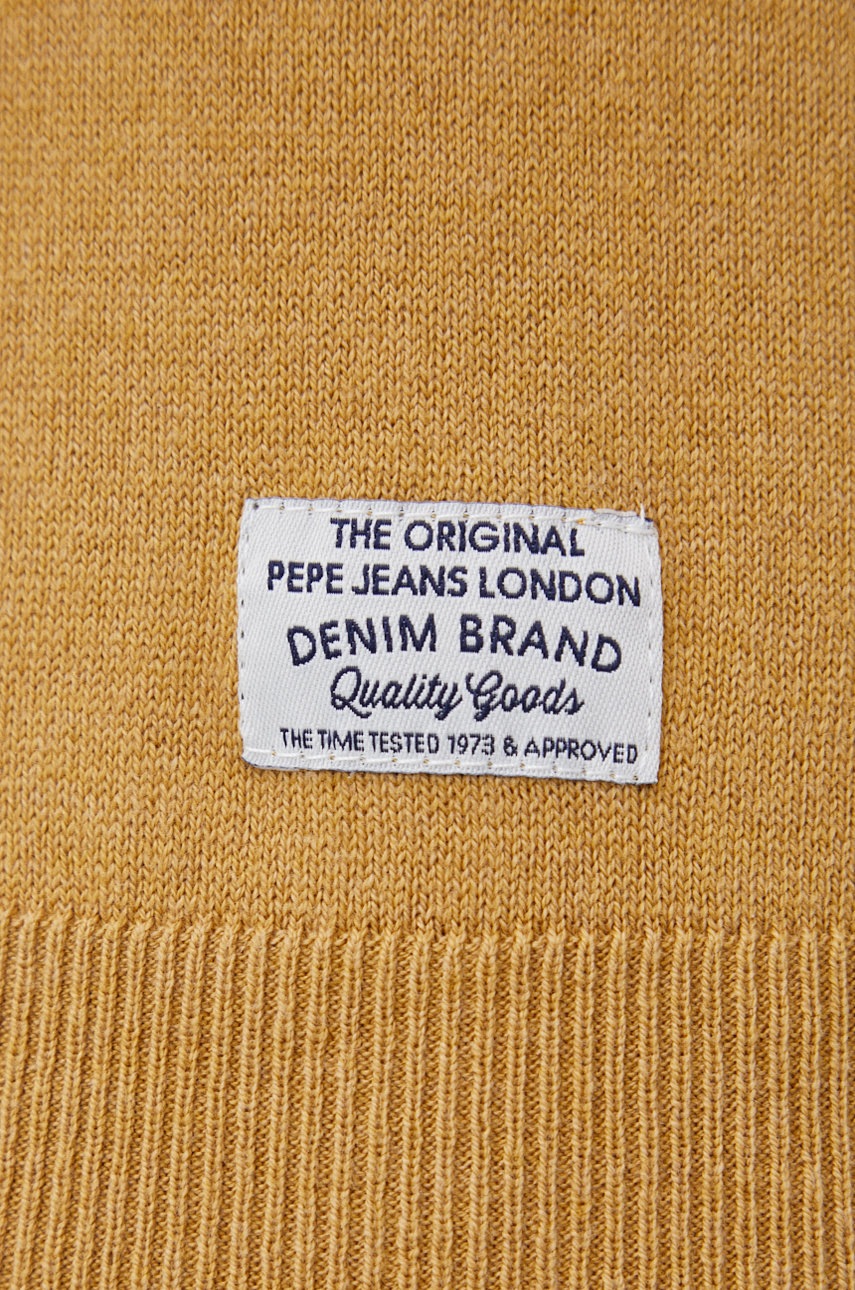 THE ORIGINAL
PEPE JEANS LONDON
DENIM BRAND
Quality Goods
THE TIME TESTED 1973 & APPROVED